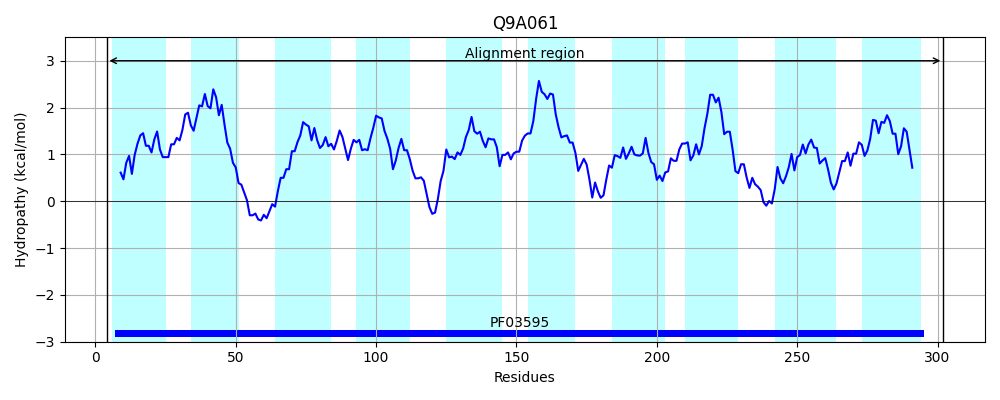 Q9A061
Alignment region
3
2
1
0
−1
−2
−3
Hydropathy (kcal/mol)
PF03595
0 50 100 150 200 250 300
Residues